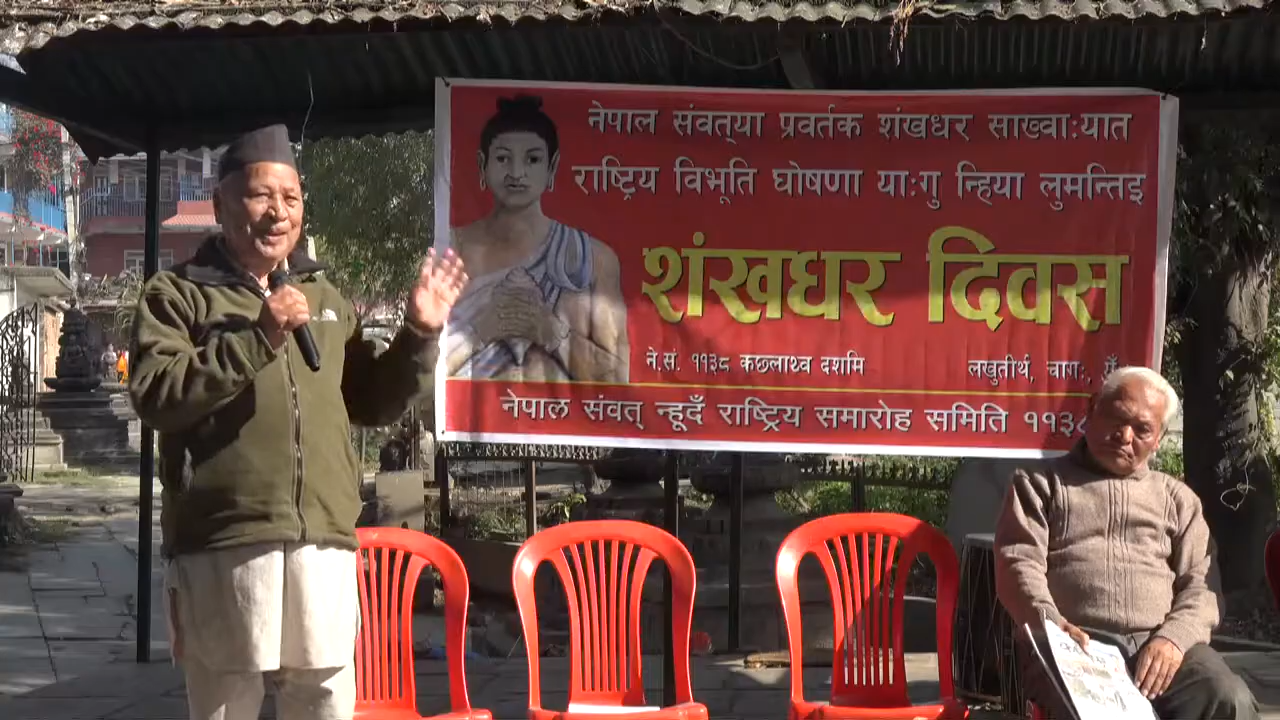 नेपाल संवत्‌या प्रवर्तक शंखधर साख्वाःयात
राष्ट्रिय विभूति घोषणा याःगु न्हिया लुमन्तिइ
शंखधर दिवस
ने.सं. ११३८ कछलाथ्व दशमि लखुतीर्थ, चागः,
नेपाल संवत् न्हूदँ राष्ट्रिय समारोह समिति ११३८